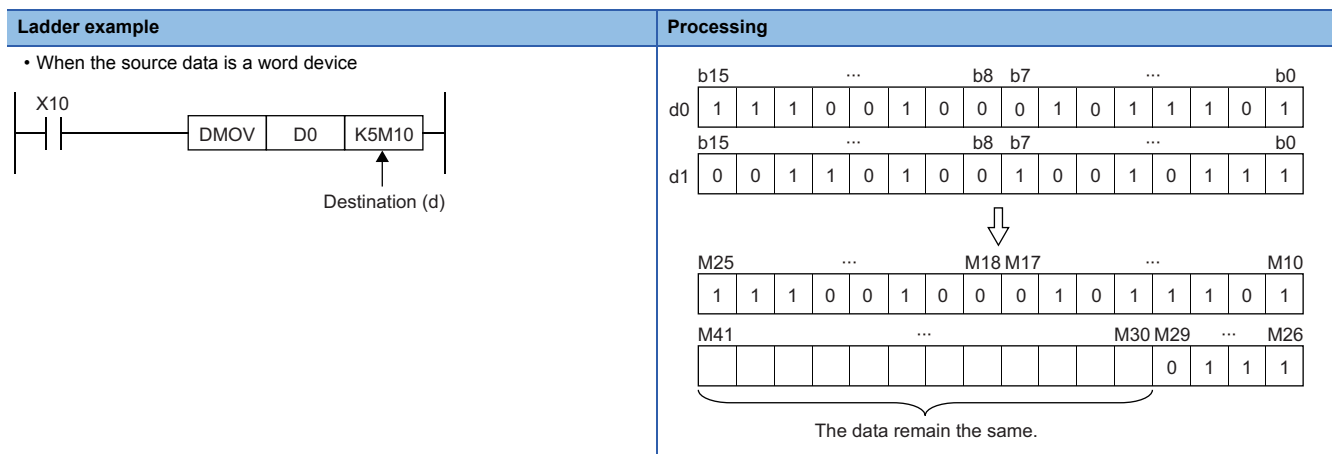 Ladder example
Processing
• When the source data is a word device
X10
DMOV D0 K5M10
Destination (d)
b15 ... b8 b7 ... b0
d0 1 1 1 0 0 1 0 0 0 1 0 1 1 1 0 1
b15 ... b8 b7 ... b0
d1 0 0 1 1 0 1 0 0 1 0 0 1 0 1 1 1
M25 ... M18 M17 ... M10
1 1 1 0 0 1 0 0 0 1 0 1 1 1 0 1
M41 ... M30 M29 ... M26
0 1 1 1
The data remain the same.